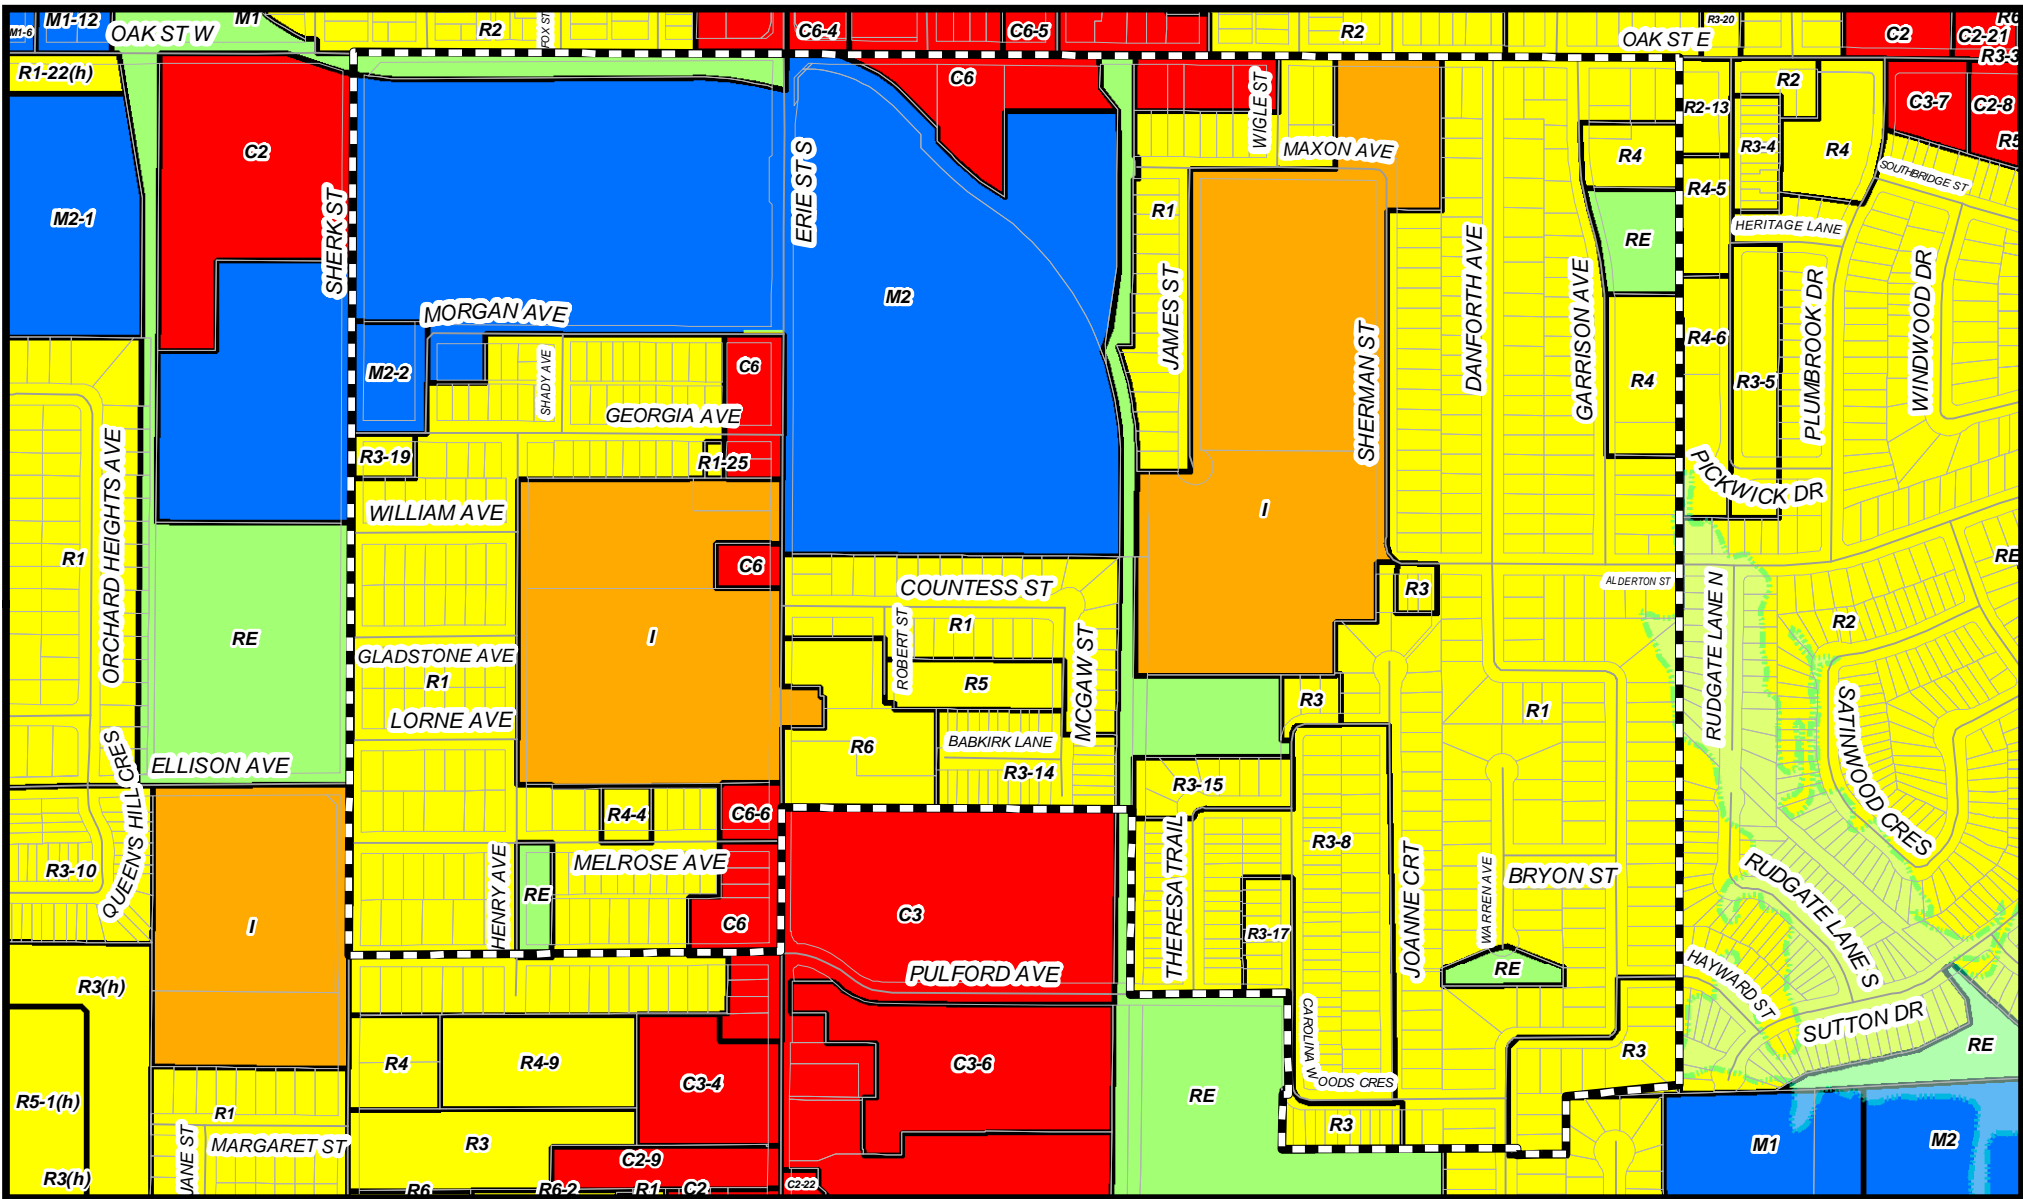 M1-6
M1-12
OAK ST W
M1
R2
FOX ST
C6-4
C6-5
R2
R3-20
OAK ST E
C2
C2-21
R6
R3-3
R1-22(h)
C2
M2-1
SHERK ST
ERIE ST S
C6
M2
WIGLE ST
MAXON AVE
R1
JAMES ST
SHERMAN ST
DANFORTH AVE
GARRISON AVE
R4
RE
R4
R2-13
R2
R3-4
R4
C3-7
C2-8
R5
SOUTHBRIDGE ST
R4-5
HERITAGE LANE
R4-6
R3-5
PLUMBROOK DR
WINDWOOD DR
PICKWICK DR
MORGAN AVE
M2-2
SHADY AVE
C6
GEORGIA AVE
R3-19
R1-25
WILLIAM AVE
ORCHARD HEIGHTS AVE
R1
RE
I
C6
I
COUNTESS ST
R1
ROBERT ST
R5
MCGAW ST
R6
BABKIRK LANE
R3-14
R3
ALDERTON ST
RUDGATE LANE N
R2
RE
SATINWOOD CRES
GLADSTONE AVE
R1
LORNE AVE
ELLISON AVE
QUEEN'S HILL CRES
R3
R1
R3-15
R3-10
R4-4
C6-6
HENRY AVE
RE
MELROSE AVE
C6
I
C3
PULFORD AVE
THERESA TRAIL
R3-8
R3-17
JOANNE CRT
WARREN AVE
BRYON ST
RE
RUDGATE LANE S
HAYWARD ST
SUTTON DR
RE
R3(h)
R5-1(h)
R3(h)
R1
JANE ST
MARGARET ST
R4
R4-9
C3-4
R3
C2-9
R6
R6-2
R1
C2
C2-22
C3-6
RE
CAROLINA WOODS CRES
R3
R3
M1
M2